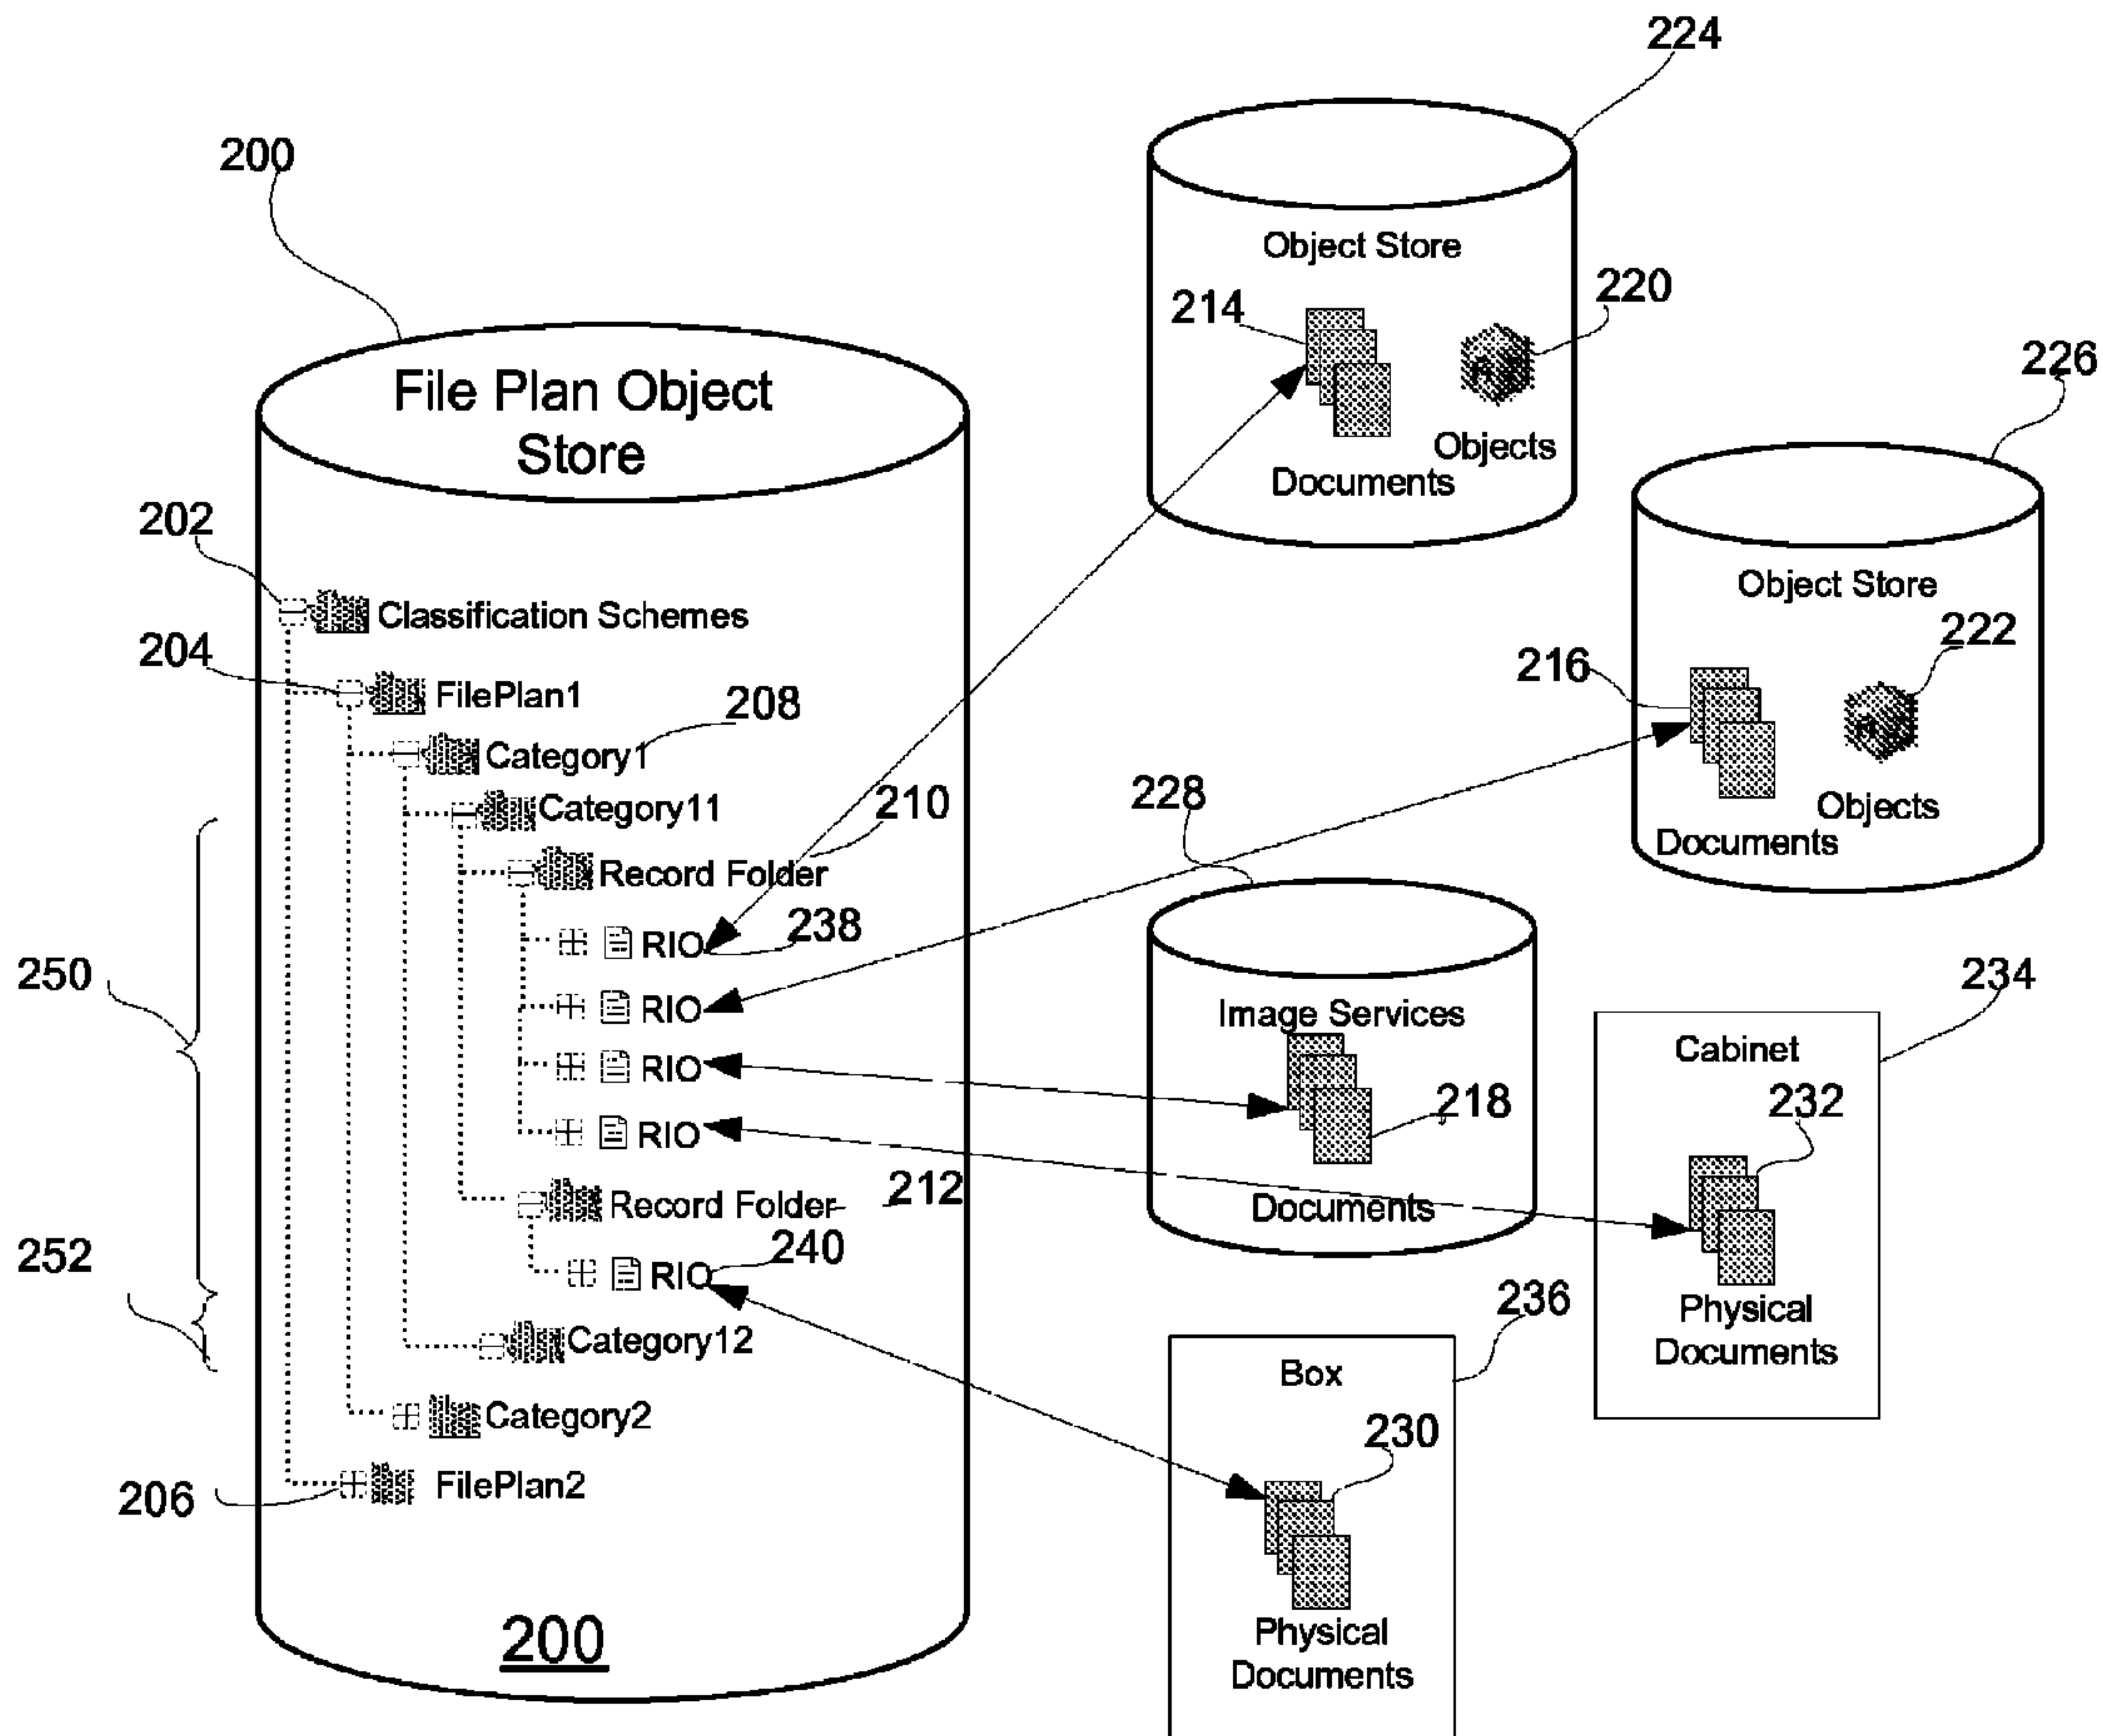 224
200
Object Store
214
220
226
File Plan Object
Store
Objects
Documents
202
Object Store
Classification Schemes
222
204
216
FilePlan1
208
Category1
228
210
Category11
Objects
Documents
Record Folder
238
RIO
250
234
RIO
Image Services
Cabinet
RIO
218
232
RIO
212
Record Folder
Documents
252
240
RIO
236
Physical
Documents
Category12
Box
Category2
230
206
FilePlan2
200
Physical
Documents